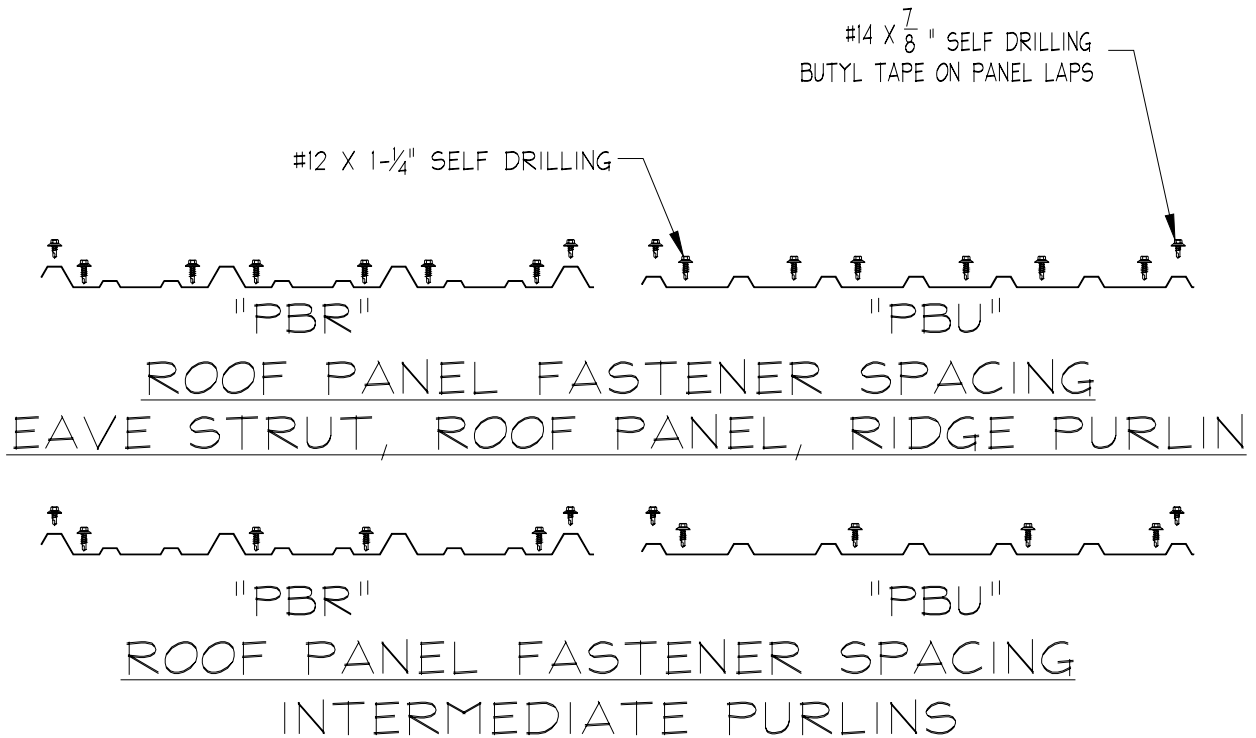 #14 X 7/8 " SELF DRILLING
BUTYL TAPE ON PANEL LAPS
#12 X 1-1/4" SELF DRILLING
"PBR"
"PBU"
ROOF PANEL FASTENER SPACING
EAVE STRUT, ROOF PANEL, RIDGE PURLIN
"PBR"
"PBU"
ROOF PANEL FASTENER SPACING
INTERMEDIATE PURLINS